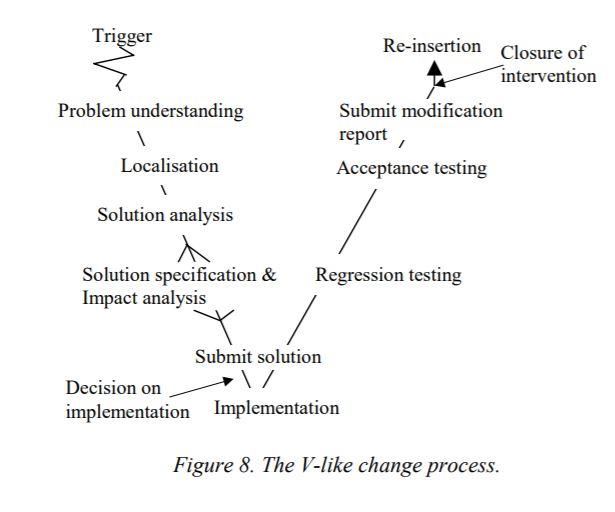 Trigger
Re-insertion
Closure of
intervention
Problem understanding
Submit modification
report
Localisation
Acceptance testing
Solution analysis
Solution specification &
Impact analysis
Regression testing
Submit solution
Decision on
implementation
Implementation
Figure 8. The V-like change process.